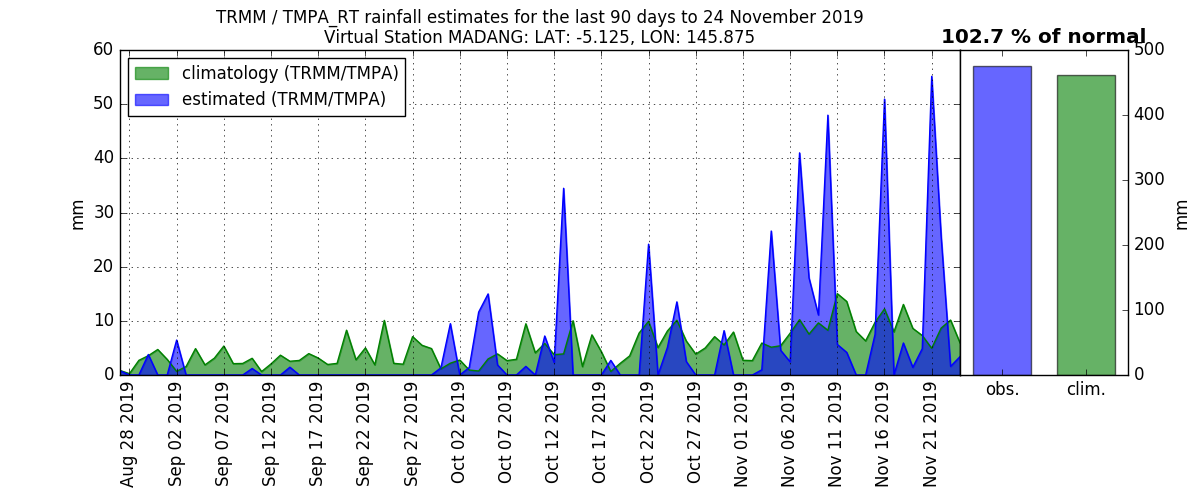 TRMM / TMPA_RT rainfall estimates for the last 90 days to 24 November 2019
Virtual Station MADANG: LAT: -5.125, LON: 145.875
102.7 % of normal
climatology (TRMM/TMPA)
estimated (TRMM/TMPA)
60
50
40
30
20
10
0
mm
Aug 28 2019
Sep 02 2019
Sep 07 2019
Sep 12 2019
Sep 17 2019
Sep 22 2019
Sep 27 2019
Oct 02 2019
Oct 07 2019
Oct 12 2019
Oct 17 2019
Oct 22 2019
Oct 27 2019
Nov 01 2019
Nov 06 2019
Nov 11 2019
Nov 16 2019
Nov 21 2019
obs.
clim.
500
400
300
200
100
0
mm